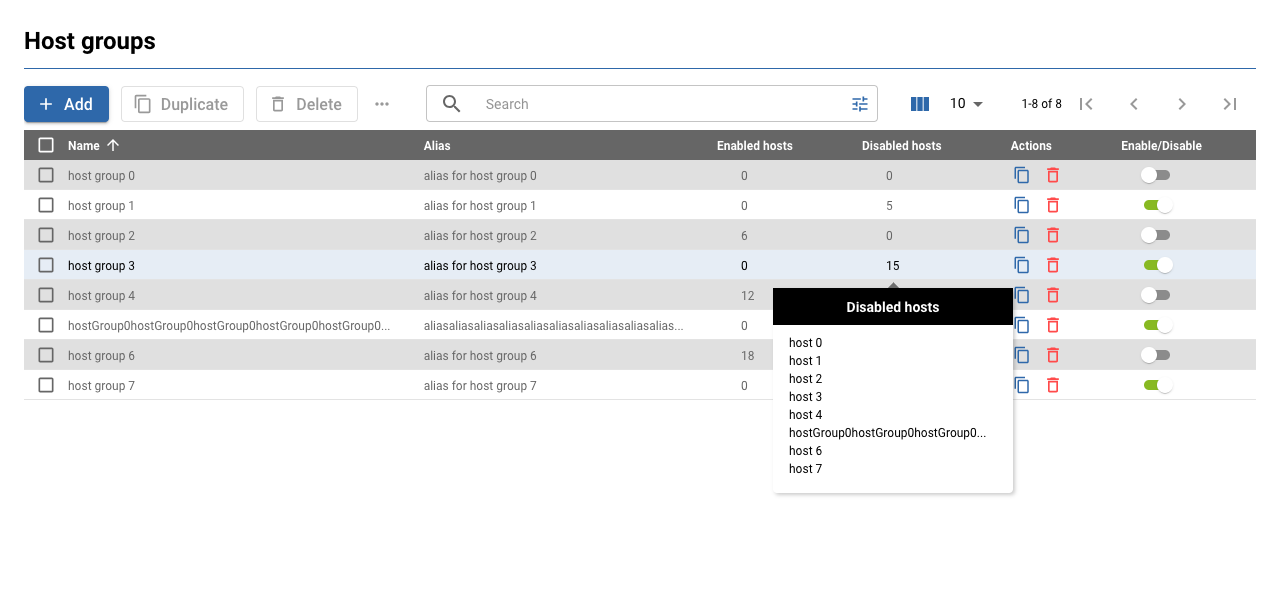 Host groups
Add Duplicate Delete ... Search 10 1-8 of 8
Name Alias Enabled hosts Disabled hosts Actions Enable/Disable
host group 0 alias for host group 0 0 0
host group 1 alias for host group 1 0 5
host group 2 alias for host group 2 6 0
host group 3 alias for host group 3 0 15
host group 4 alias for host group 4 12
hostGroup0hostGroup0hostGroup0hostGroup0hostGroup0... aliasaliasaliasaliasaliasaliasaliasaliasaliasalias... 0
host group 6 alias for host group 6 18
host group 7 alias for host group 7 0
Disabled hosts
host 0
host 1
host 2
host 3
host 4
hostGroup0hostGroup0hostGroup0...
host 6
host 7